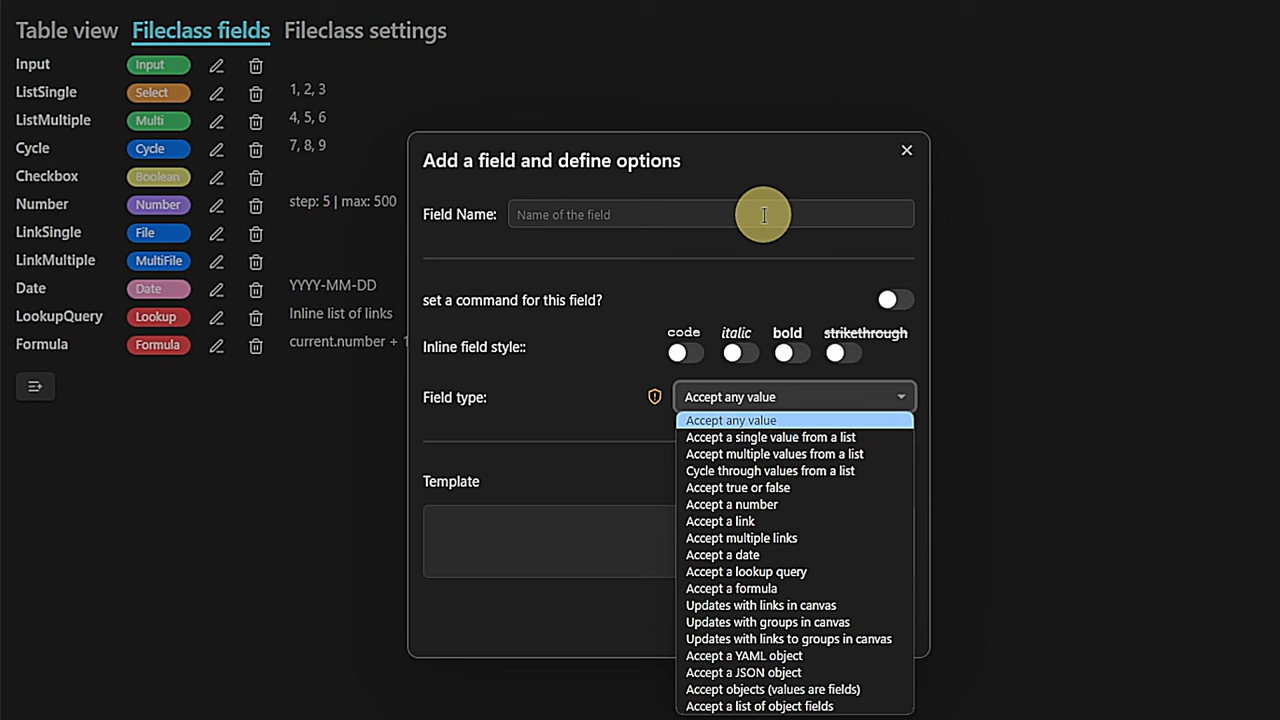 Table view Fileclass fields Fileclass settings
Input Input
ListSingle Select 1, 2, 3
ListMultiple Multi 4, 5, 6
Cycle Cycle 7, 8, 9
Checkbox Boolean
Number Number step: 5 | max: 500
LinkSingle File
LinkMultiple MultiFile
Date Date YYYY-MM-DD
LookupQuery Lookup Inline list of links
Formula Formula current.number + 1
Add a field and define options
Field Name: Name of the field
set a command for this field?
code italic bold strikethrough
Inline field style::
Field type: Accept any value
Accept any value
Accept a single value from a list
Accept multiple values from a list
Cycle through values from a list
Accept true or false
Accept a number
Accept a link
Accept multiple links
Accept a date
Accept a lookup query
Accept a formula
Updates with links in canvas
Updates with groups in canvas
Updates with links to groups in canvas
Accept a YAML object
Accept a JSON object
Accept objects (values are fields)
Accept a list of object fields
Template